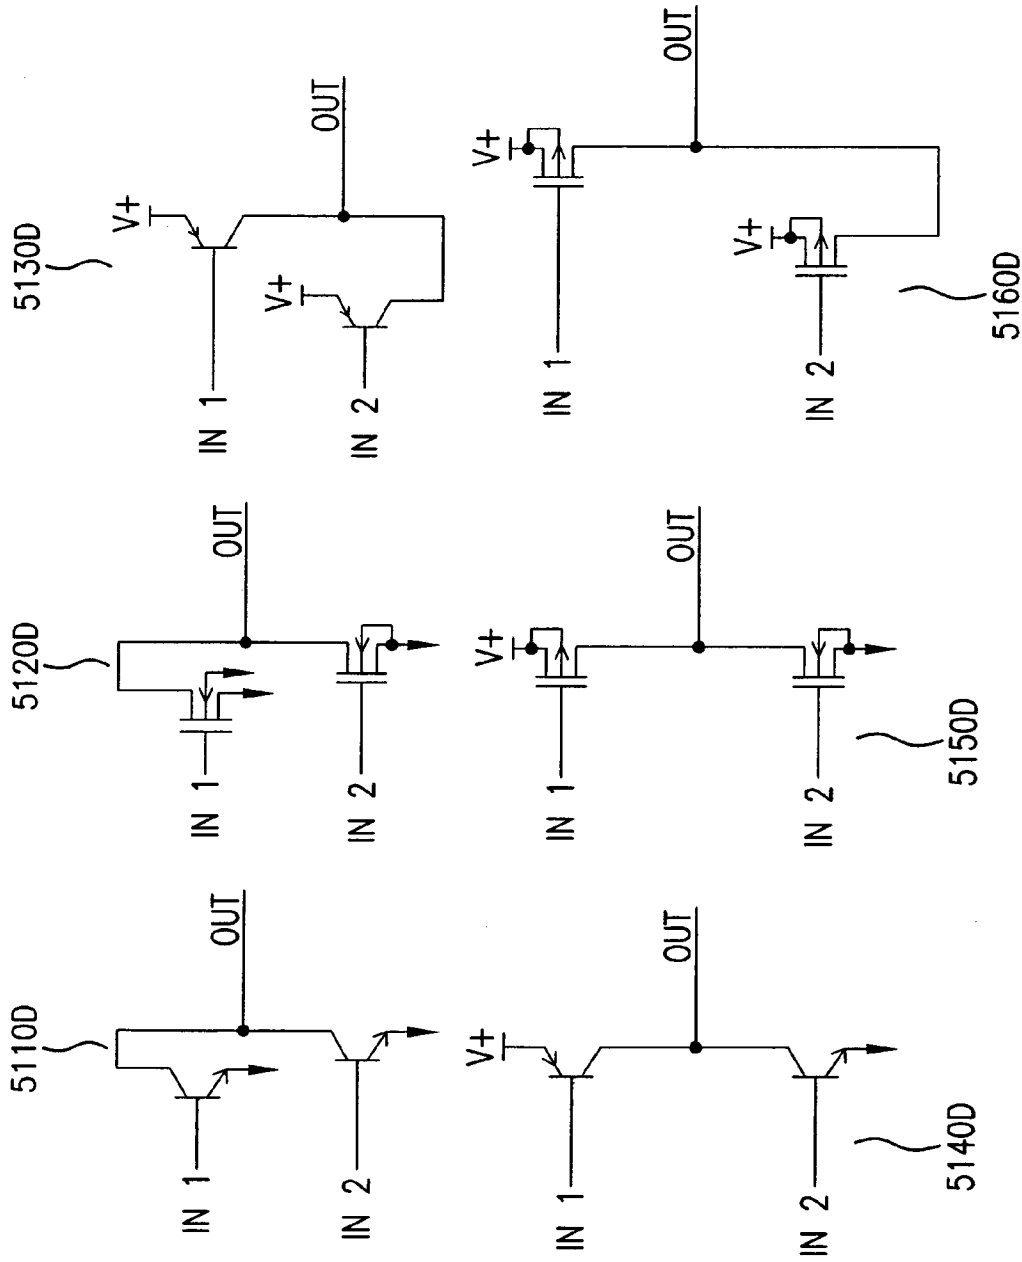 5110D
IN 1
IN 2
OUT
5120D
IN 1
IN 2
OUT
5130D
V+
V+
IN 1
IN 2
OUT
5140D
V+
IN 1
IN 2
OUT
5150D
V+
IN 1
IN 2
OUT
5160D
V+
V+
IN 1
IN 2
OUT